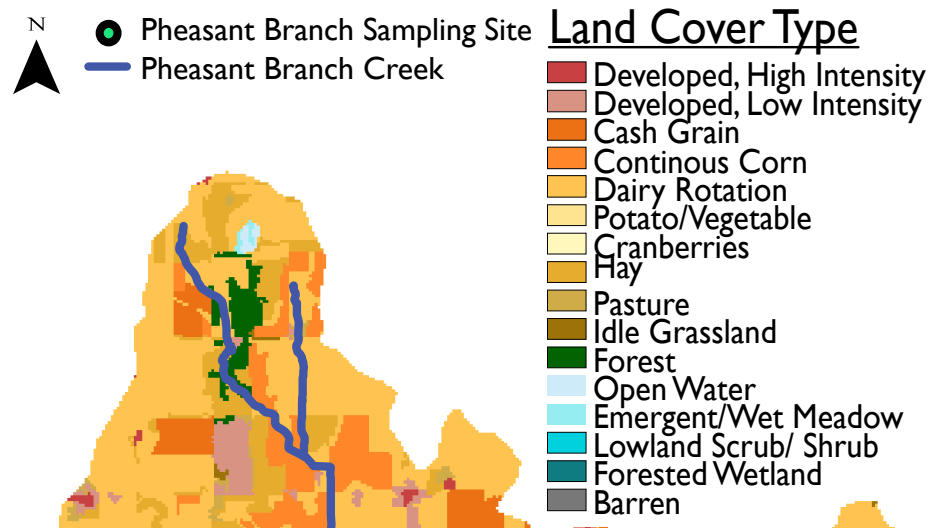 N
Pheasant Branch Sampling Site
Pheasant Branch Creek
Land Cover Type
Developed, High Intensity
Developed, Low Intensity
Cash Grain
Continous Corn
Dairy Rotation
Potato/Vegetable
Cranberries
Hay
Pasture
Idle Grassland
Forest
Open Water
Emergent/Wet Meadow
Lowland Scrub/ Shrub
Forested Wetland
Barren